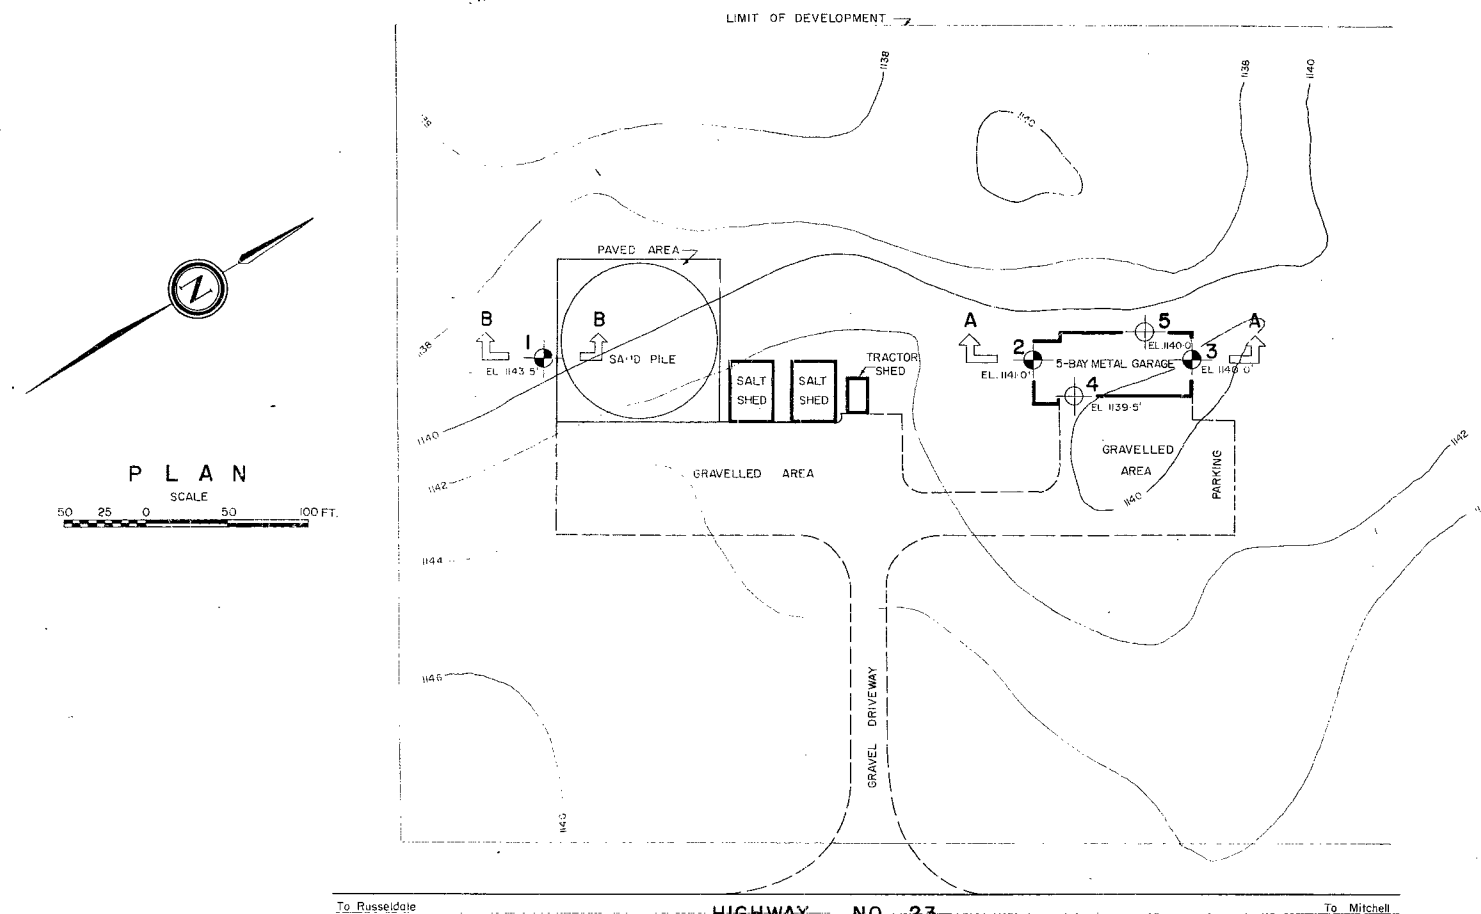 LIMIT OF DEVELOPMENT
1138
1138
1140
1140
PAVED AREA
N
B
B
1
SAND PILE
EL 1143·5'
A
A
5
EL.1140·0
2
5-BAY METAL GARAGE
3
EL.1141·0'
EL 1140·0'
TRACTOR
SHED
SALT
SHED
SALT
SHED
4
EL 1139·5'
1138
1140
1142
PLAN
SCALE
50 25 0 50 100 FT.
GRAVELLED AREA
GRAVELLED
AREA
PARKING
1140
1142
1144
1146
1146
GRAVEL DRIVEWAY
To Russeldale
HIGHWAY NO 23
To Mitchell